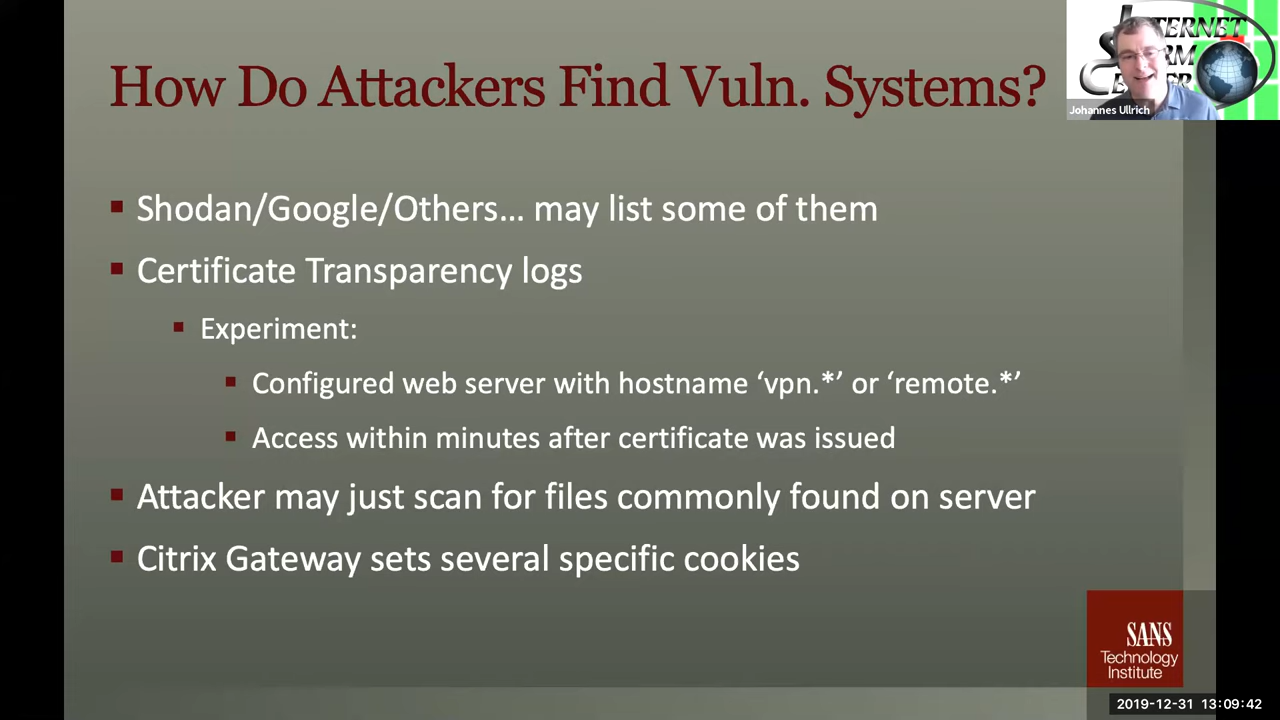 How Do Attackers Find Vuln. Systems?
Johannes Ullrich
Shodan/Google/Others… may list some of them
Certificate Transparency logs
Experiment:
Configured web server with hostname ‘vpn.*’ or ‘remote.*’
Access within minutes after certificate was issued
Attacker may just scan for files commonly found on server
Citrix Gateway sets several specific cookies
SANS
Technology
Institute
2019-12-31 13:09:42